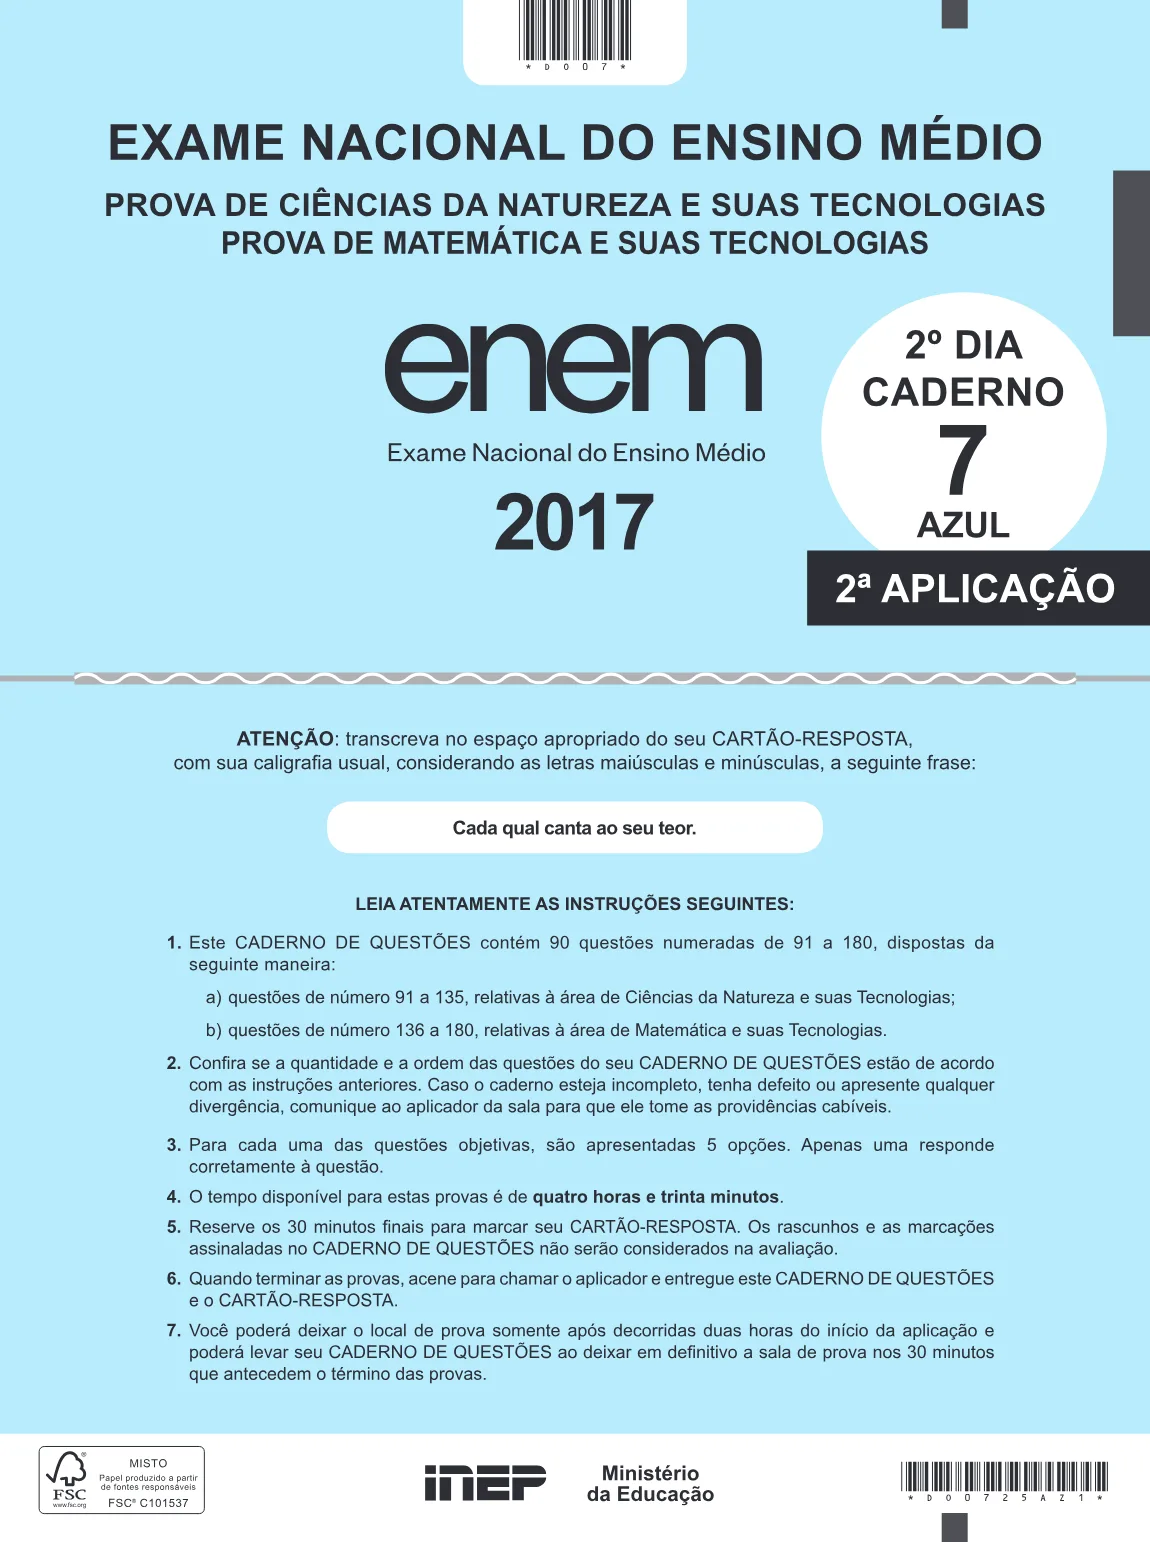 *D007*
EXAME NACIONAL DO ENSINO MÉDIO
PROVA DE CIÊNCIAS DA NATUREZA E SUAS TECNOLOGIAS
PROVA DE MATEMÁTICA E SUAS TECNOLOGIAS
enem
Exame Nacional do Ensino Médio
2017
2º DIA
CADERNO
7
AZUL
2ª APLICAÇÃO
ATENÇÃO: transcreva no espaço apropriado do seu CARTÃO-RESPOSTA,
com sua caligrafia usual, considerando as letras maiúsculas e minúsculas, a seguinte frase:
Cada qual canta ao seu teor.
LEIA ATENTAMENTE AS INSTRUÇÕES SEGUINTES:
1. Este CADERNO DE QUESTÕES contém 90 questões numeradas de 91 a 180, dispostas da
seguinte maneira:
a) questões de número 91 a 135, relativas à área de Ciências da Natureza e suas Tecnologias;
b) questões de número 136 a 180, relativas à área de Matemática e suas Tecnologias.
2. Confira se a quantidade e a ordem das questões do seu CADERNO DE QUESTÕES estão de acordo
com as instruções anteriores. Caso o caderno esteja incompleto, tenha defeito ou apresente qualquer
divergência, comunique ao aplicador da sala para que ele tome as providências cabíveis.
3. Para cada uma das questões objetivas, são apresentadas 5 opções. Apenas uma responde
corretamente à questão.
4. O tempo disponível para estas provas é de quatro horas e trinta minutos.
5. Reserve os 30 minutos finais para marcar seu CARTÃO-RESPOSTA. Os rascunhos e as marcações
assinaladas no CADERNO DE QUESTÕES não serão considerados na avaliação.
6. Quando terminar as provas, acene para chamar o aplicador e entregue este CADERNO DE QUESTÕES
e o CARTÃO-RESPOSTA.
7. Você poderá deixar o local de prova somente após decorridas duas horas do início da aplicação e
poderá levar seu CADERNO DE QUESTÕES ao deixar em definitivo a sala de prova nos 30 minutos
que antecedem o término das provas.
FSC
www.fsc.org
MISTO
Papel produzido a partir
de fontes responsáveis
FSC® C101537
INEP
Ministério
da Educação
*D00725AZ1*